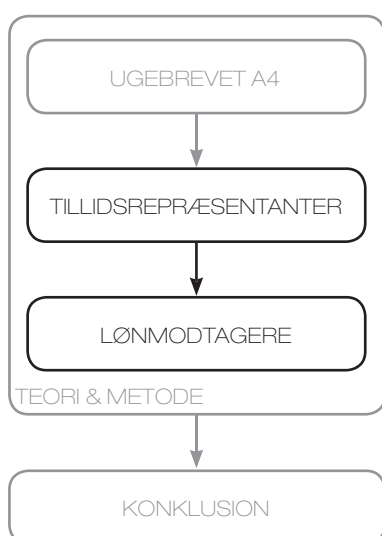 UGEBREVET A4
TILLIDSREPRÆSENTANTER
LØNMODTAGERE
TEORI & METODE
KONKLUSION